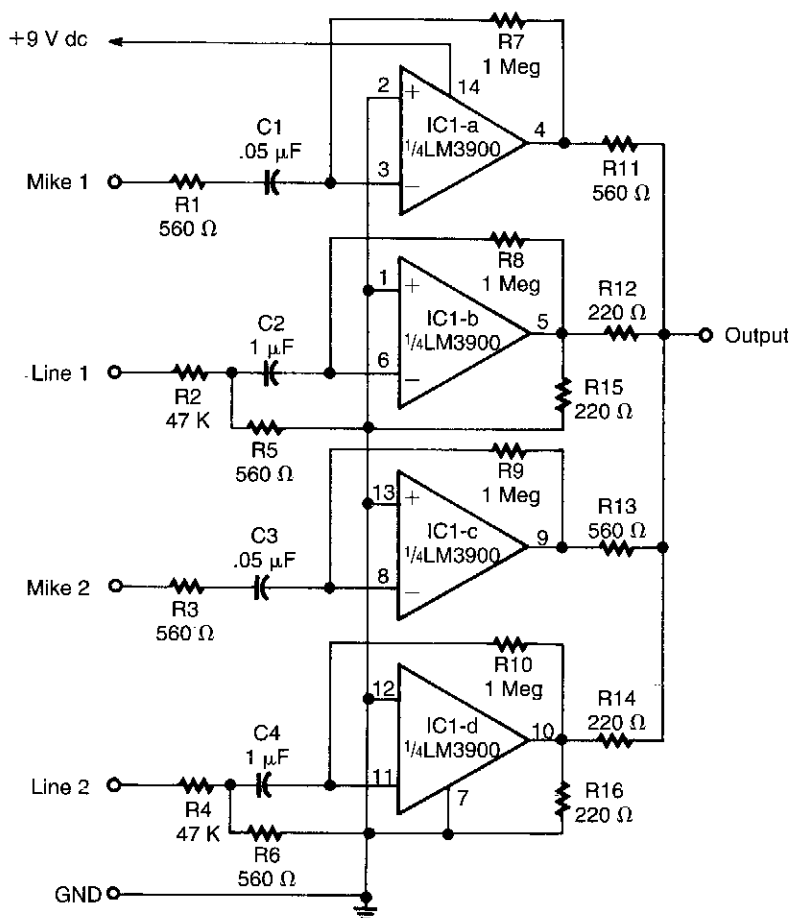 +9 V dc
R7
1 Meg
2
+
14
C1
.05 μF
IC1-a
¼LM3900
4
R11
560 Ω
Mike 1
R1
560 Ω
3
−
R8
1 Meg
1
+
R12
220 Ω
C2
1 μF
IC1-b
¼LM3900
5
Output
Line 1
R2
47 K
6
−
R15
220 Ω
R5
560 Ω
R9
1 Meg
13
+
R13
560 Ω
C3
.05 μF
IC1-c
¼LM3900
9
Mike 2
R3
560 Ω
8
−
R10
1 Meg
12
+
R14
220 Ω
C4
1 μF
IC1-d
¼LM3900
10
Line 2
R4
47 K
11
−
7
R16
220 Ω
R6
560 Ω
GND